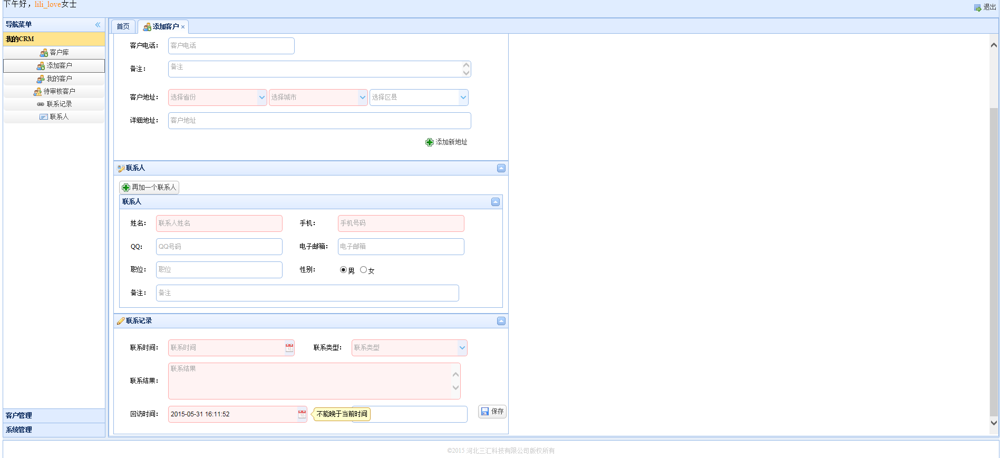 下午好，lili_love女士
退出
导航菜单
我的CRM
客户库
添加客户
我的客户
待审核客户
联系记录
联系人
客户管理
系统管理
首页 添加客户
客户电话： 客户电话
备注： 备注
客户地址： 选择省份 选择城市 选择区县
详细地址： 客户地址
添加新地址
联系人
再加一个联系人
联系人
姓名： 联系人姓名 手机： 手机号码
QQ： QQ号码 电子邮箱： 电子邮箱
职位： 职位 性别： 男 女
备注： 备注
联系记录
联系时间： 联系时间 联系类型： 联系类型
联系结果： 联系结果
回访时间： 2015-05-31 16:11:52 不能晚于当前时间 保存
©2015 河北三汇科技有限公司版权所有